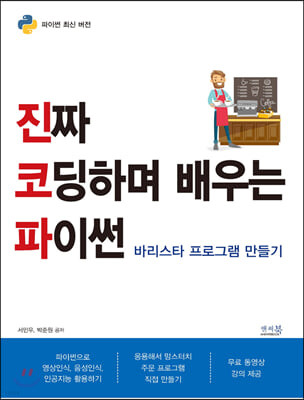 파이썬 최신 버전
진짜
코딩하며 배우는
파이썬
바리스타 프로그램 만들기
서민우, 박준원 공저
앤써북
ANSWERBOOK
파이썬으로
영상인식, 음성인식,
인공지능 활용하기
응용해서 맘스터치
주문 프로그램
직접 만들기
무료 동영상
강의 제공